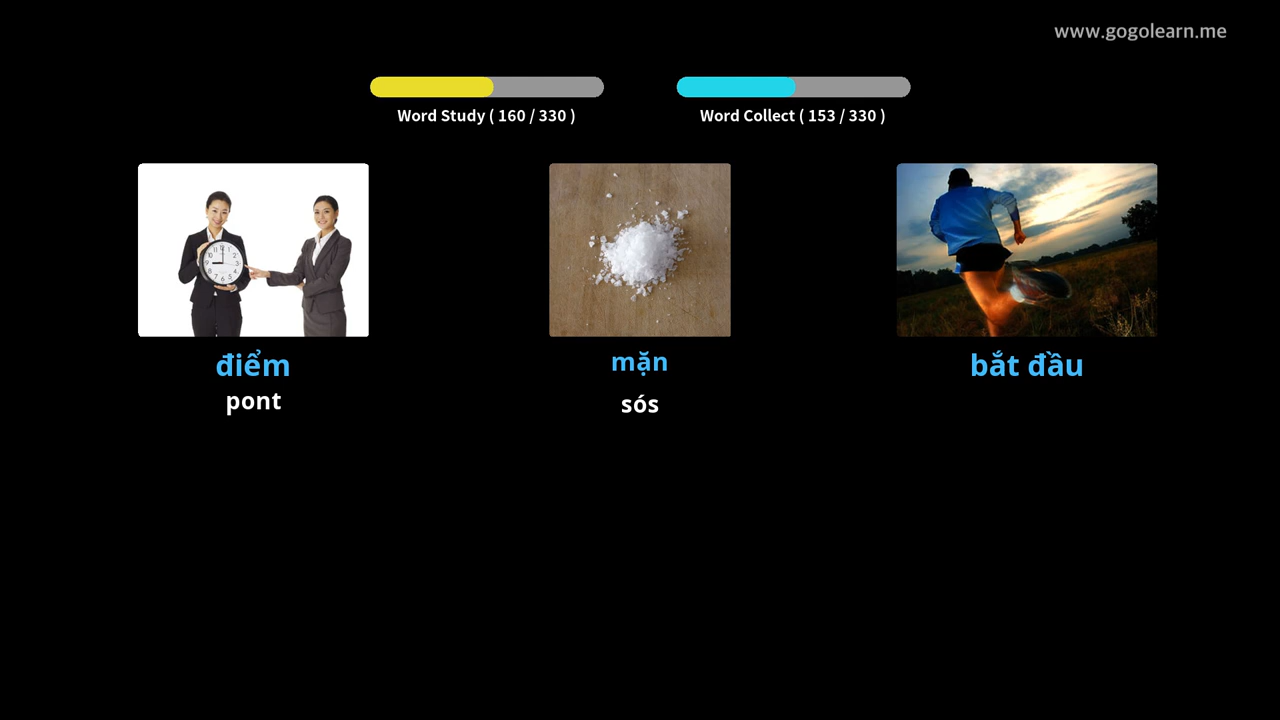 www.gogolearn.me
Word Study ( 160 / 330 )
Word Collect ( 153 / 330 )
điểm
pont
mặn
sós
bắt đầu